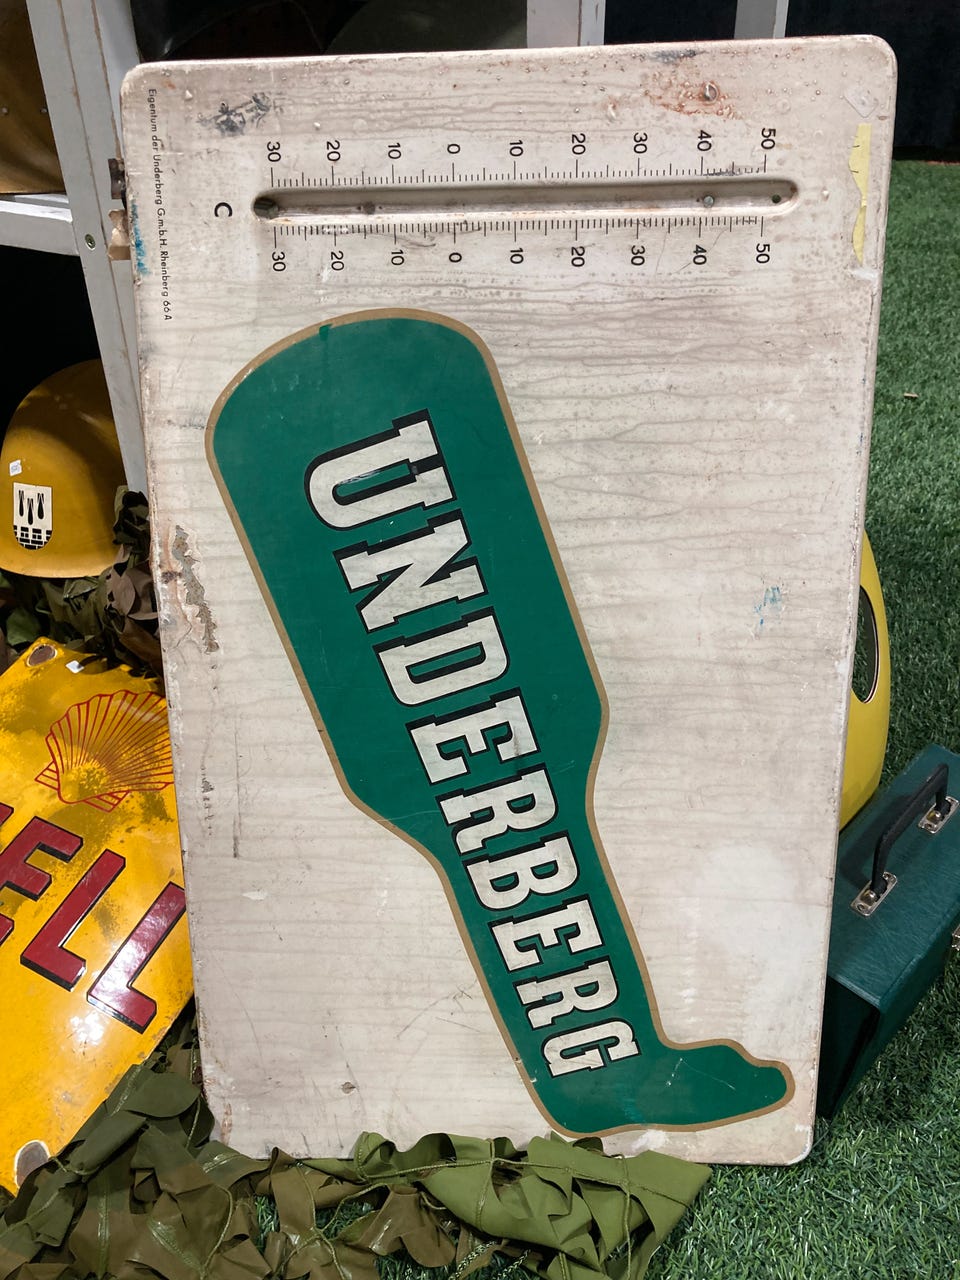 Eigentum der Underberg G.m.b.H. Rheinberg 66A
30 20 10 0 10 20 30 40 50
C
30 20 10 0 10 20 30 40 50
UNDERBERG
ELL